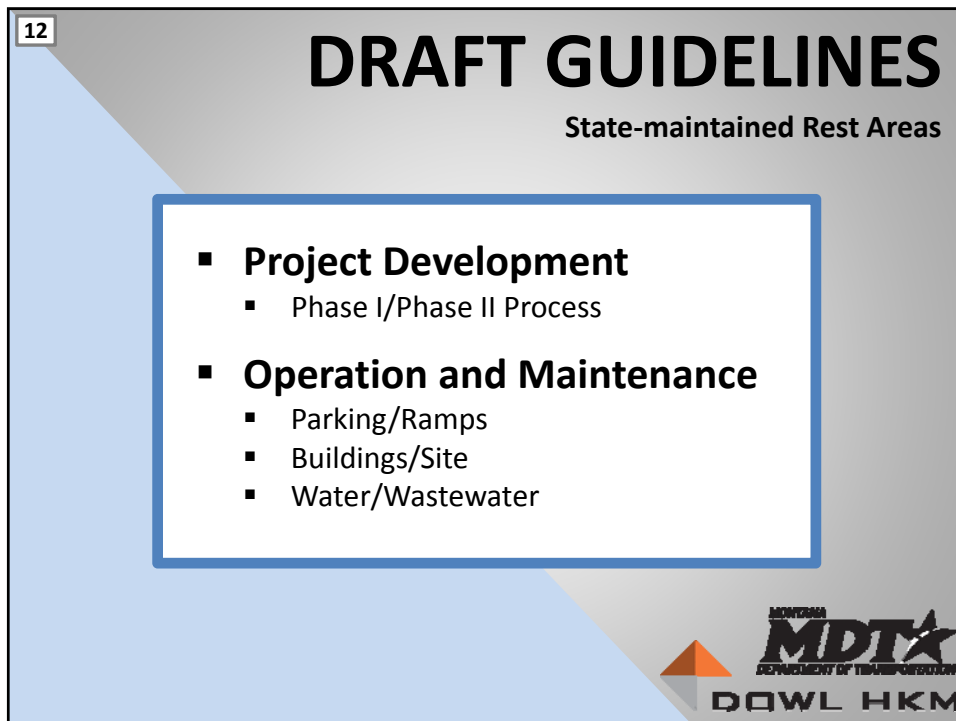 12
DRAFT GUIDELINES
State-maintained Rest Areas
▪ Project Development
▪ Phase I/Phase II Process
▪ Operation and Maintenance
▪ Parking/Ramps
▪ Buildings/Site
▪ Water/Wastewater
MONTANA
MDT
DEPARTMENT OF TRANSPORTATION
DOWL HKM